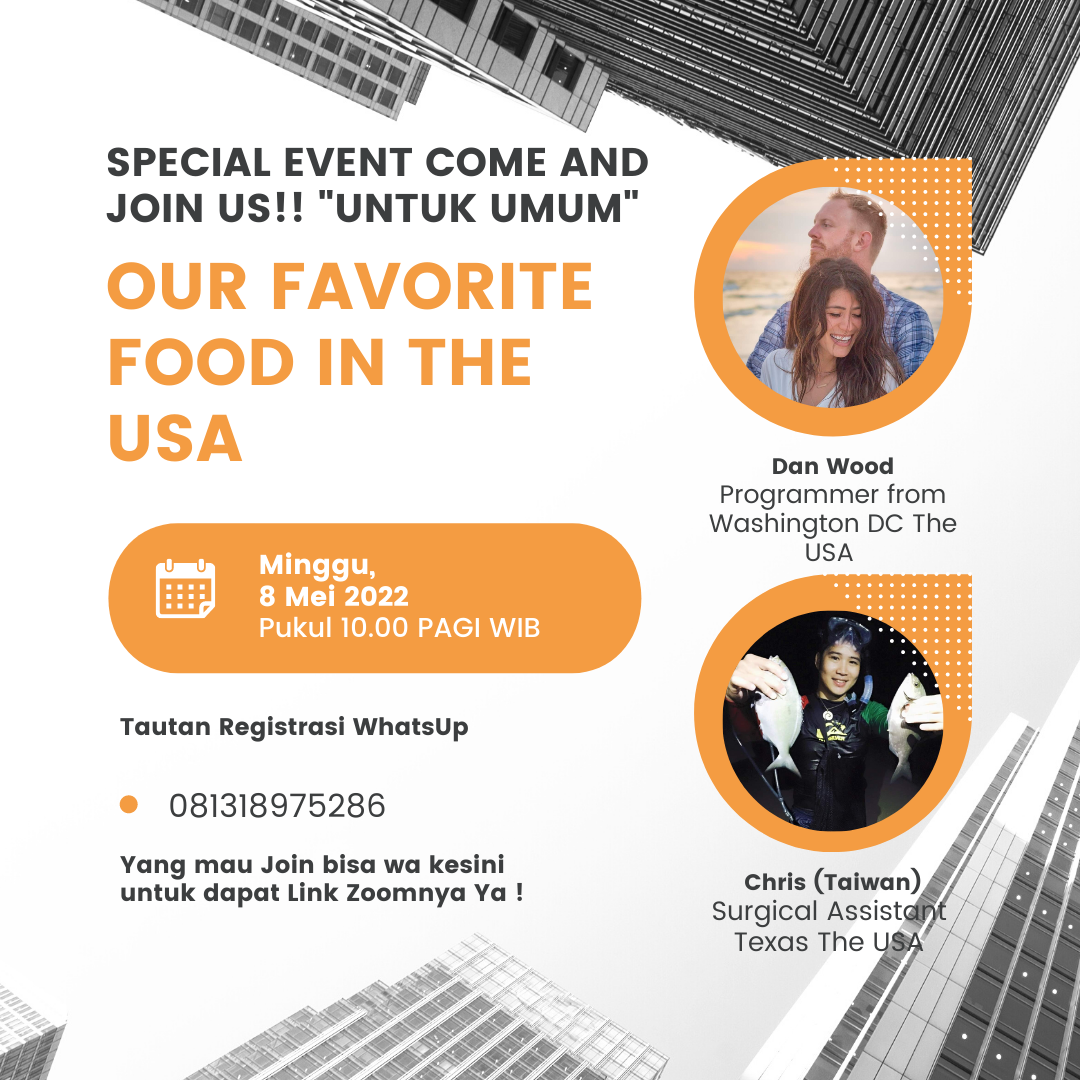 SPECIAL EVENT COME AND
JOIN US!! "UNTUK UMUM"
OUR FAVORITE
FOOD IN THE
USA
Minggu,
8 Mei 2022
Pukul 10.00 PAGI WIB
Tautan Registrasi WhatsUp
081318975286
Yang mau Join bisa wa kesini
untuk dapat Link Zoomnya Ya !
Dan Wood
Programmer from
Washington DC The
USA
Chris (Taiwan)
Surgical Assistant
Texas The USA